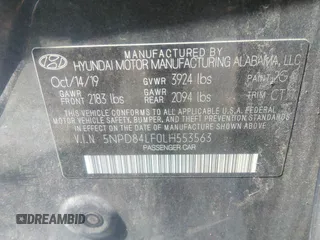 MANUFACTURED BY
HYUNDAI MOTOR MANUFACTURING ALABAMA, LLC
Oct/14/19 GVWR 3924 lbs PAINT
GAWR FRONT 2183 lbs GAWR REAR 2094 lbs TRIM
THIS VEHICLE CONFORMS TO ALL APPLICABLE U.S. FEDERAL MOTOR VEHICLE SAFETY, BUMPER, AND THEFT PREVENTION STANDARDS IN EFFECT ON THE DATE OF MANUFACTURE SHOWN ABOVE.
V.I.N 5NPD84LF0LH553563
PASSENGER CAR
DREAMBID